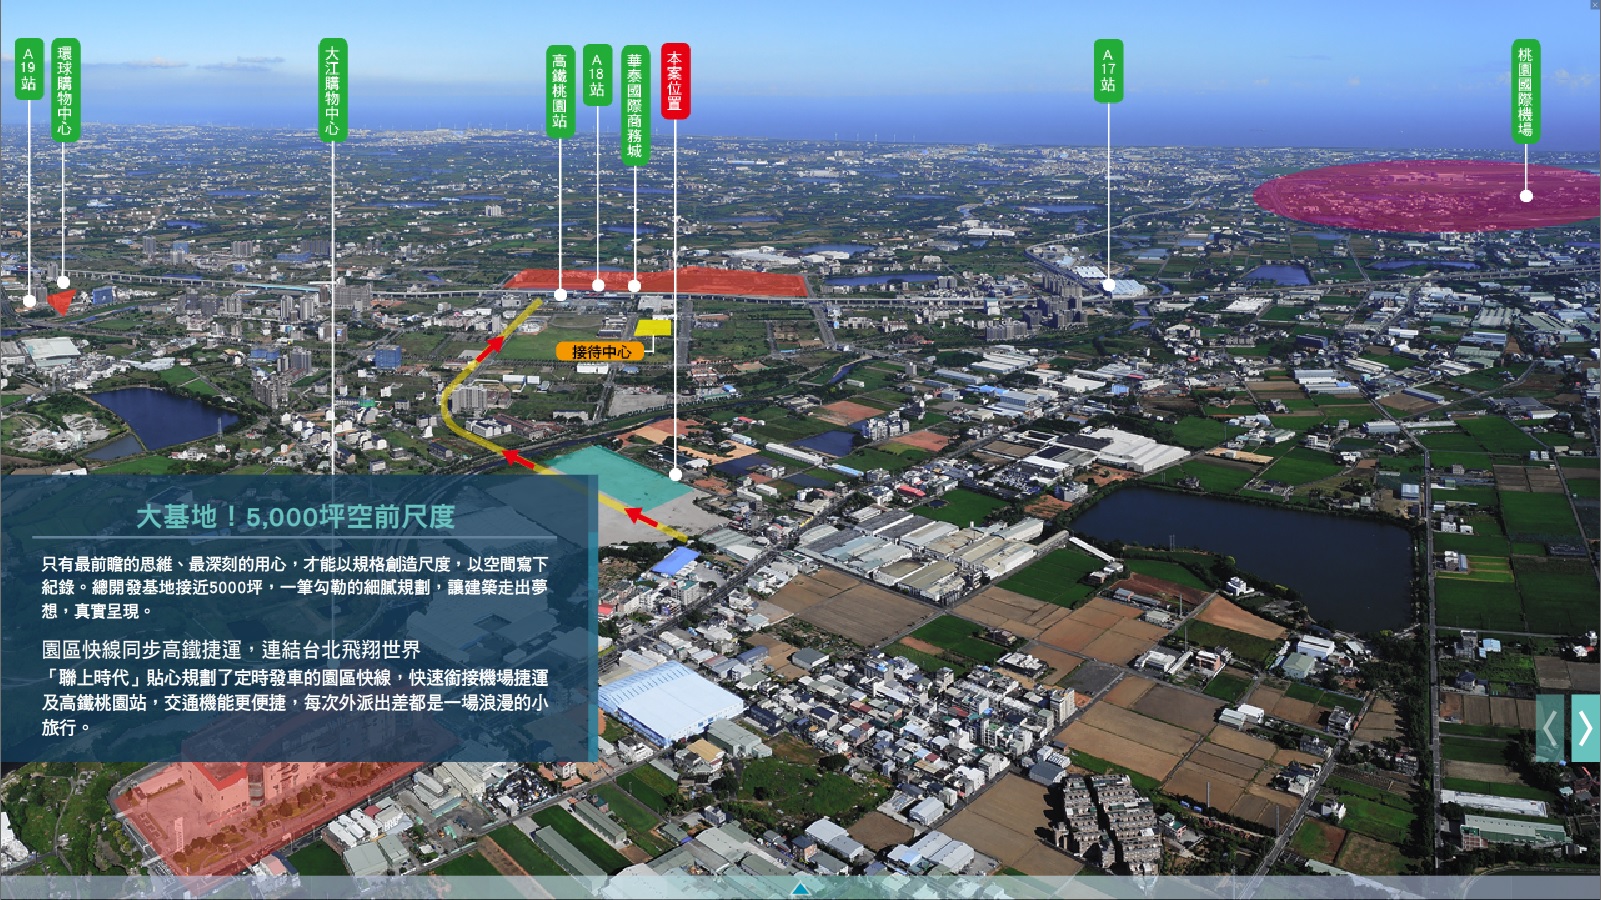 A19站
環球購物中心
大江購物中心
高鐵桃園站
A18站
華泰國際商務城
本案位置
A17站
桃園國際機場
接待中心
大基地！5,000坪空前尺度
只有最前瞻的思維、最深刻的用心，才能以規格創造尺度，以空間寫下
紀錄。總開發基地接近5000坪，一筆勾勒的細膩規劃，讓建築走出夢
想，真實呈現。
園區快線同步高鐵捷運，連結台北飛翔世界
「聯上時代」貼心規劃了定時發車的園區快線，快速銜接機場捷運
及高鐵桃園站，交通機能更便捷，每次外派出差都是一場浪漫的小
旅行。